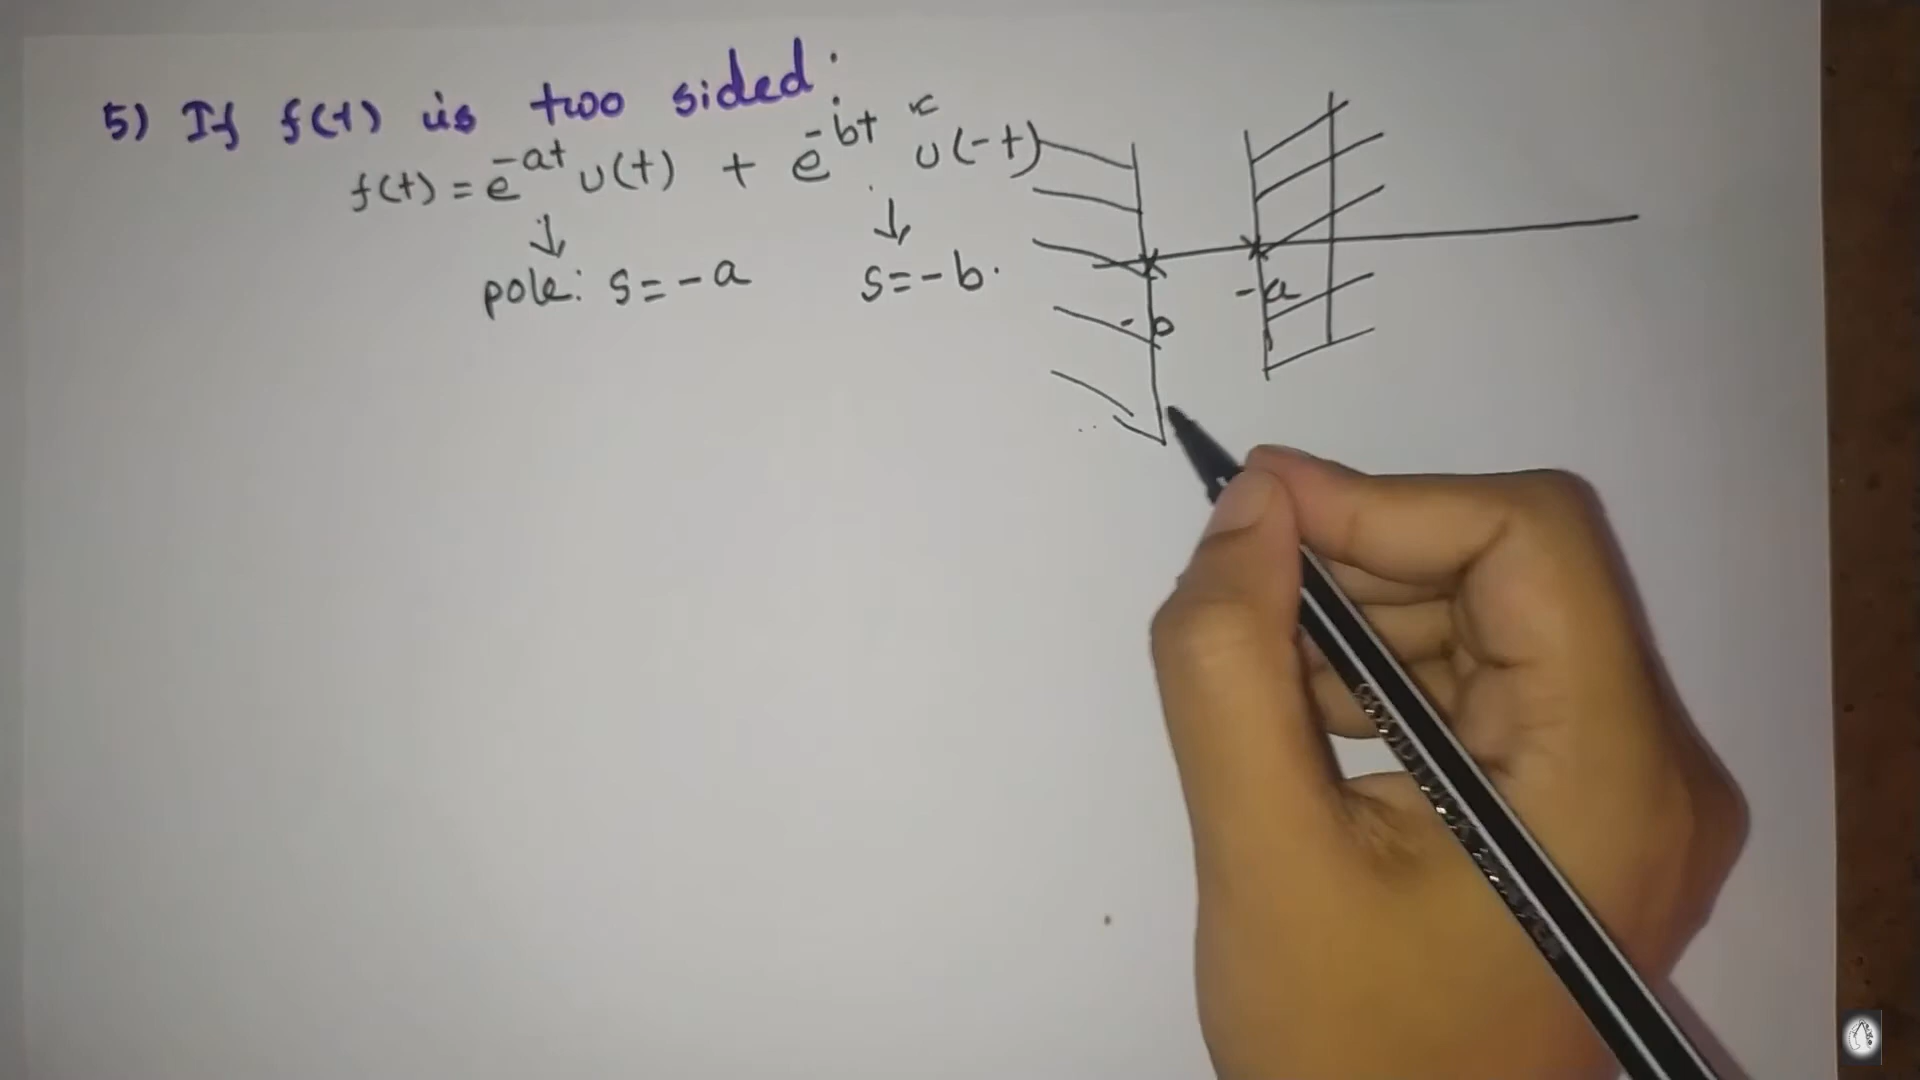 5) If f(t) is two sided:
f(t) = e^-at u(t) + e^-bt u(-t)
↓ ↓
pole: s=-a s=-b.
-a
-b